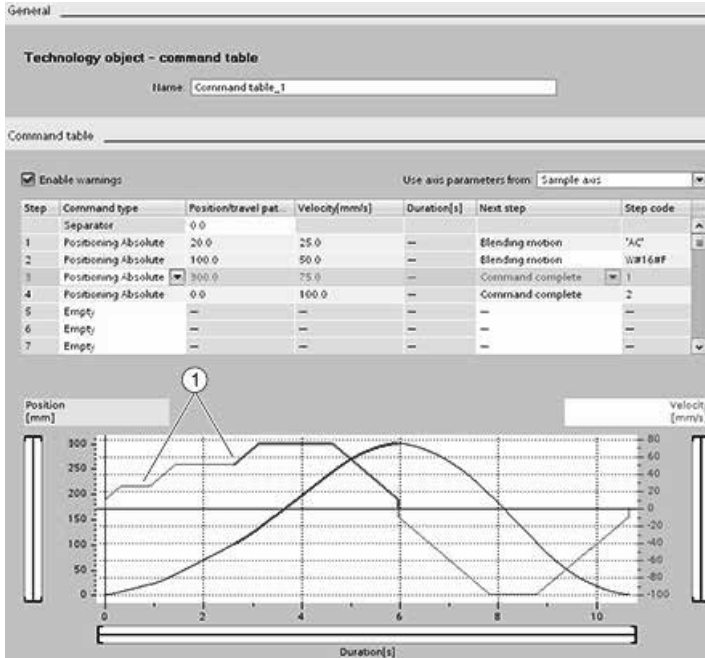 General
Technology object - command table
Name: Command table_1
Command table
Enable warnings Use axis parameters from: Sample axis
Step Command type Position/travel pat... Velocity[mm/s] Duration[s] Next step Step code
Separator 0.0
1 Positioning Absolute 20.0 25.0 — Blending motion "AC"
2 Positioning Absolute 100.0 50.0 — Blending motion W#16#F
3 Positioning Absolute 300.0 75.0 — Command complete 1
4 Positioning Absolute 0.0 100.0 — Command complete 2
5 Empty — — — — —
6 Empty — — — — —
7 Empty — — — — —
1
Position Velocit
[mm] [mm/s
300 80
60
250 40
200 20
0
150 -20
100 -40
-60
50 -80
0 -100
0 2 4 6 8 10
Duration[s]